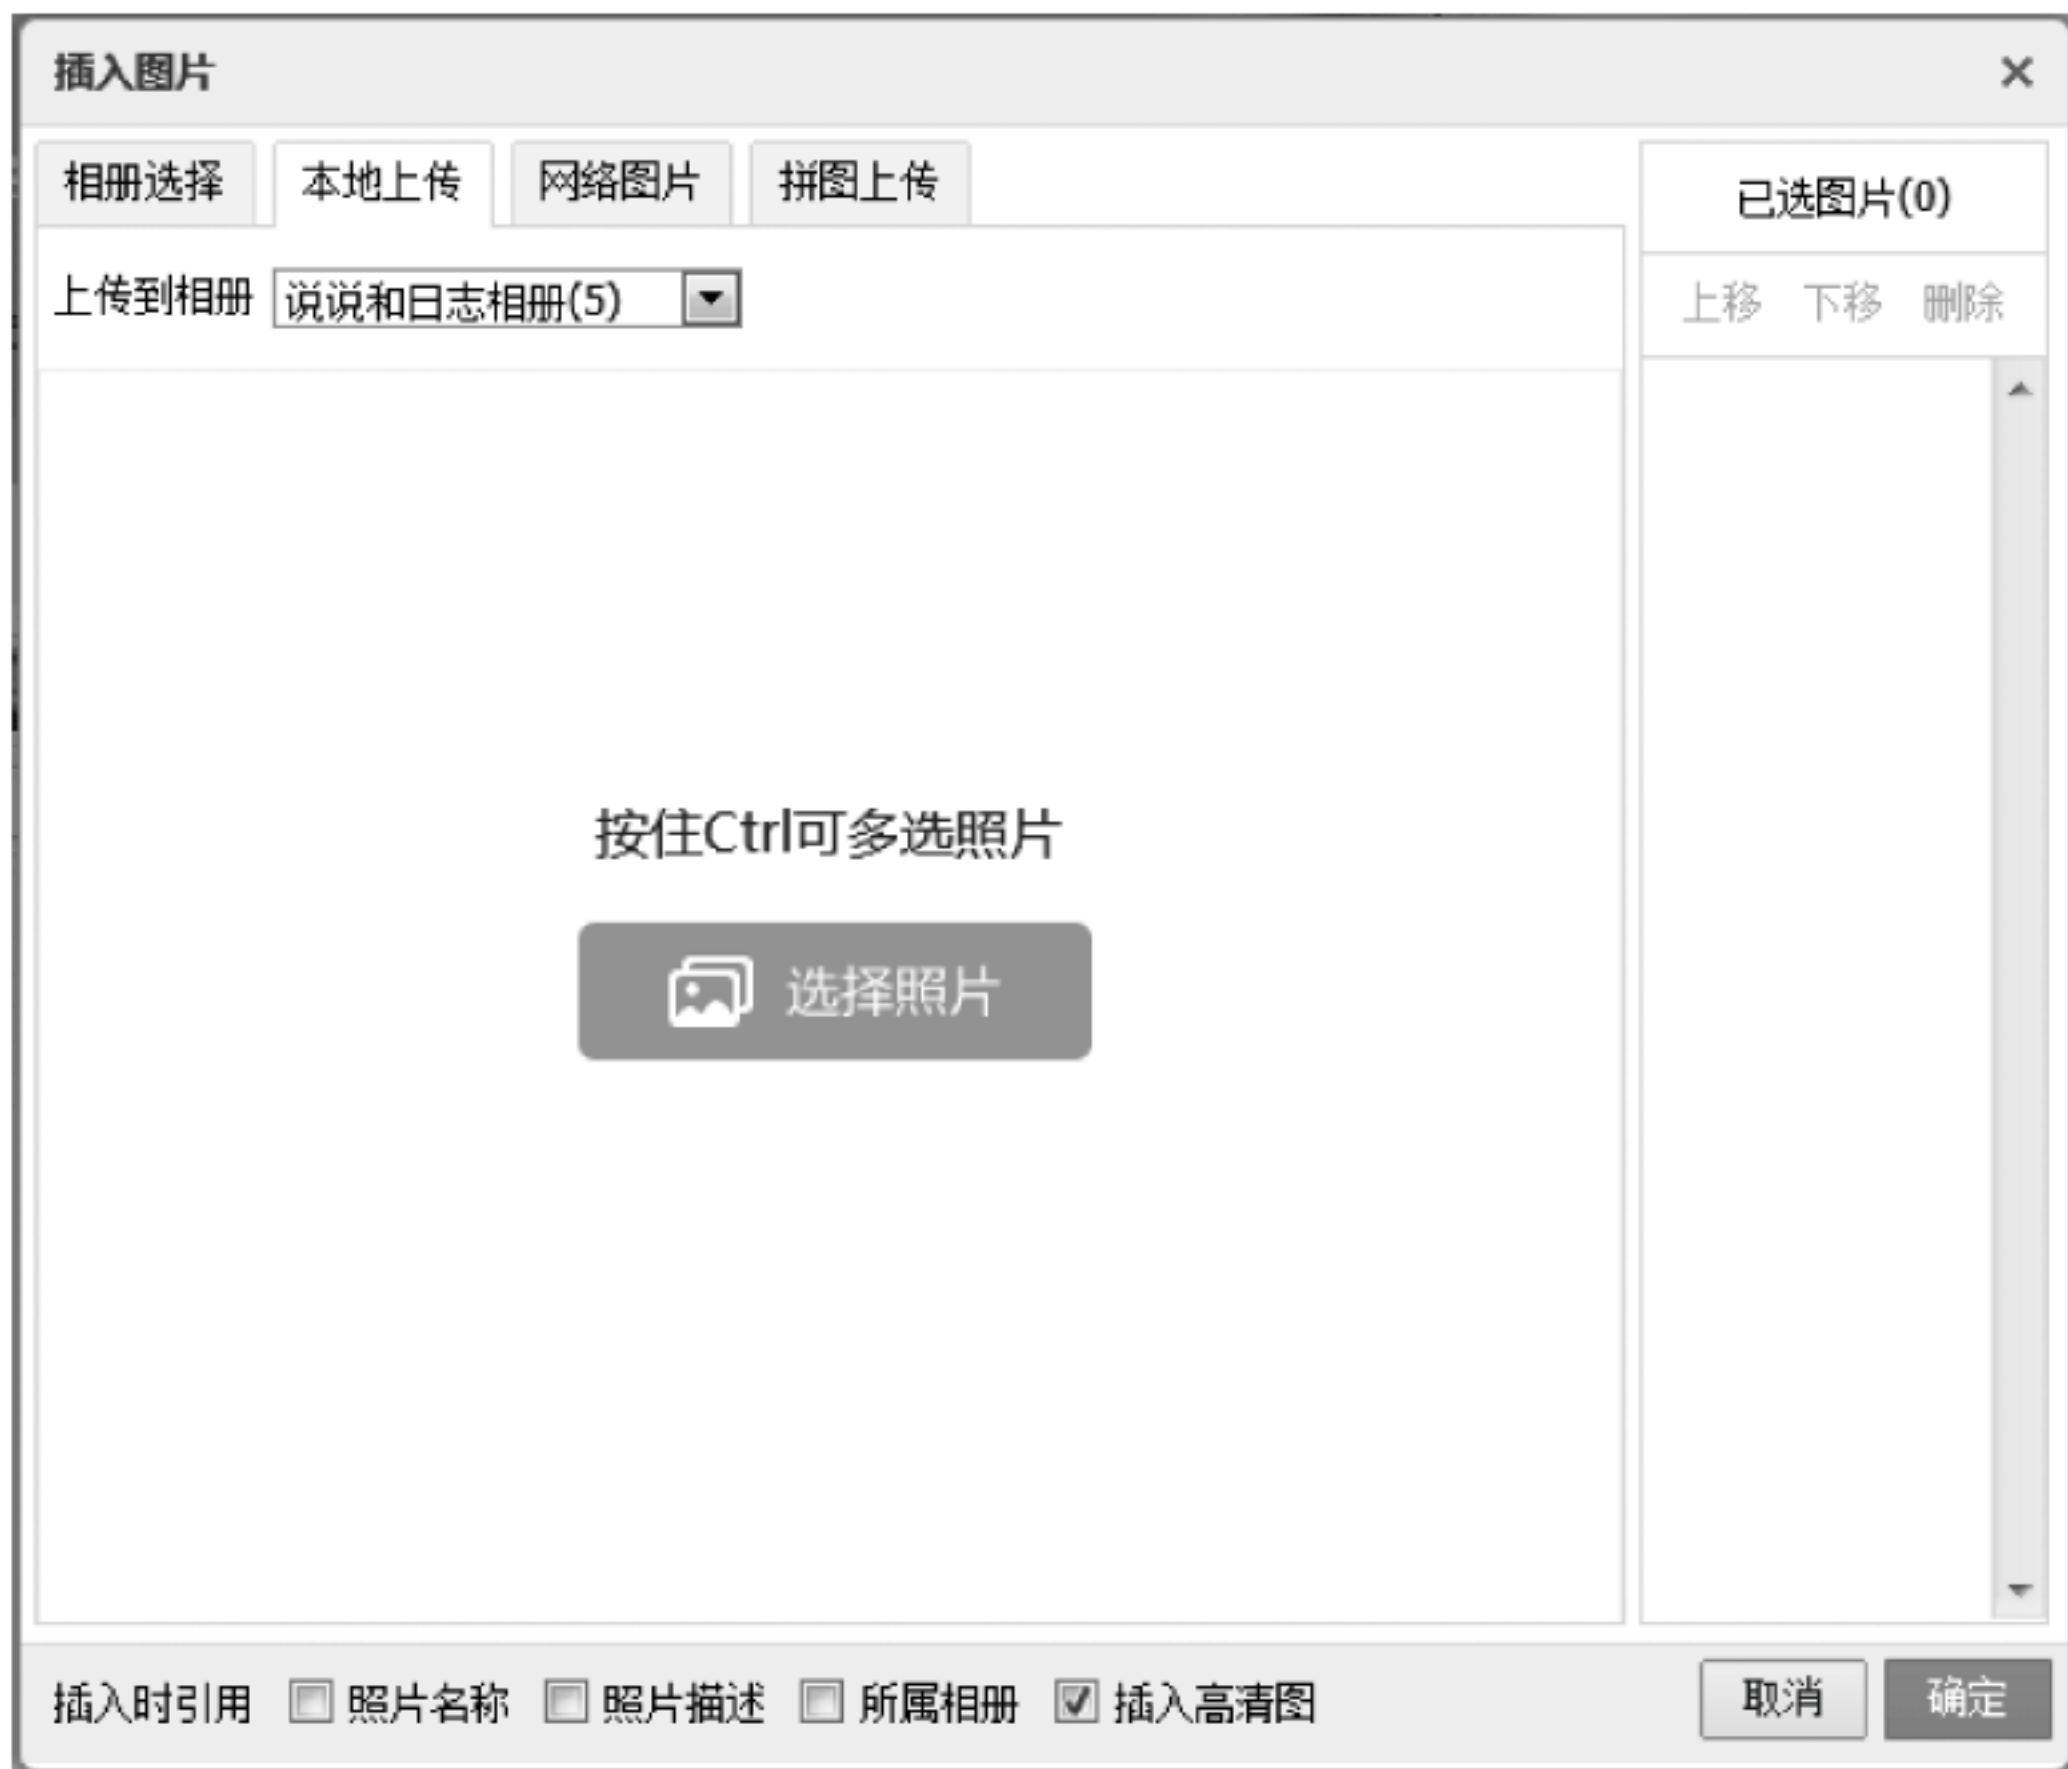 插入图片
相册选择 本地上传 网络图片 拼图上传
已选图片(0)
上传到相册 说说和日志相册(5)
上移 下移 删除
按住Ctrl可多选照片
选择照片
插入时引用 照片名称 照片描述 所属相册 插入高清图 取消 确定